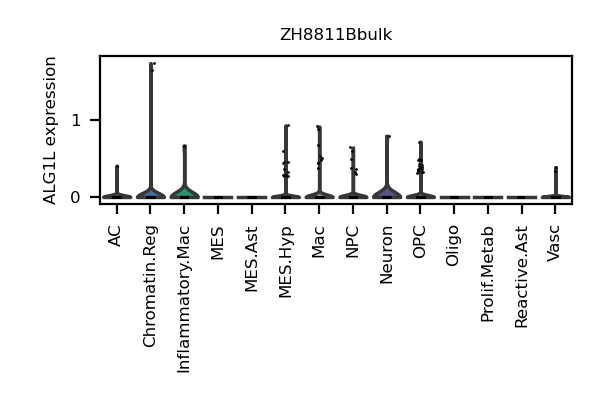 ZH8811Bbulk
ALG1L expression
1
0
AC
Chromatin.Reg
Inflammatory.Mac
MES
MES.Ast
MES.Hyp
Mac
NPC
Neuron
OPC
Oligo
Prolif.Metab
Reactive.Ast
Vasc